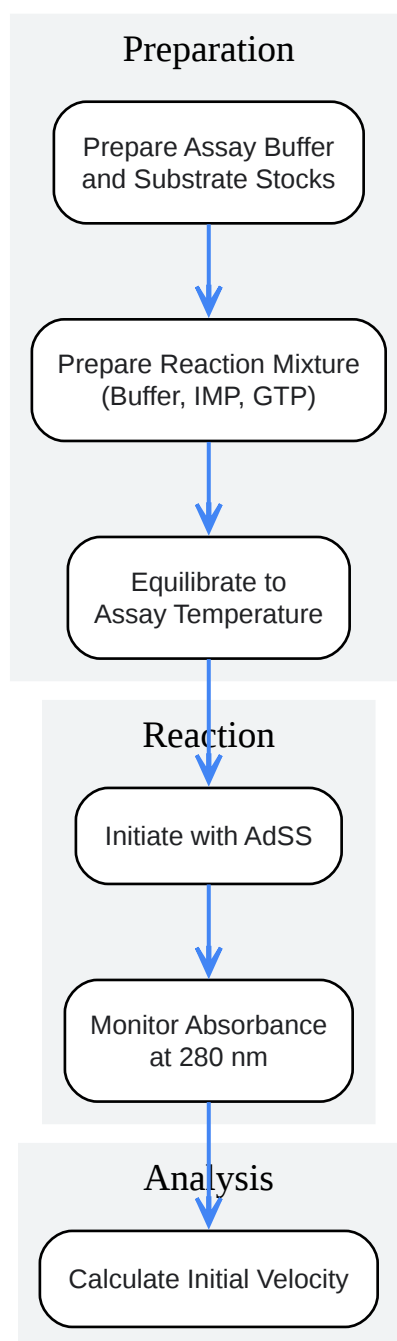 Preparation
Prepare Assay Buffer
and Substrate Stocks
Prepare Reaction Mixture
(Buffer, IMP, GTP)
Equilibrate to
Assay Temperature
Reaction
Initiate with AdSS
Monitor Absorbance
at 280 nm
Analysis
Calculate Initial Velocity